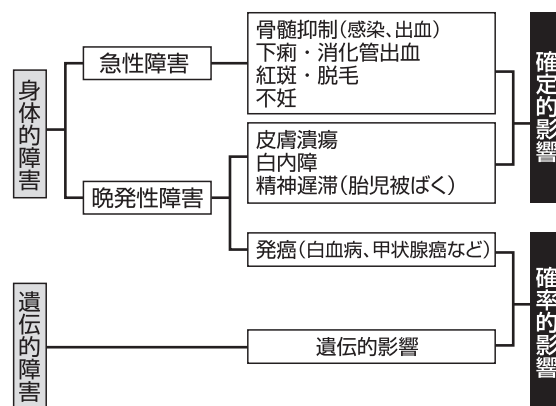 身体的障害
急性障害
骨髄抑制(感染、出血)
下痢・消化管出血
紅斑・脱毛
不妊
確定的影響
晩発性障害
皮膚潰瘍
白内障
精神遅滞(胎児被ばく)
発癌(白血病、甲状腺癌など)
確率的影響
遺伝的障害
遺伝的影響